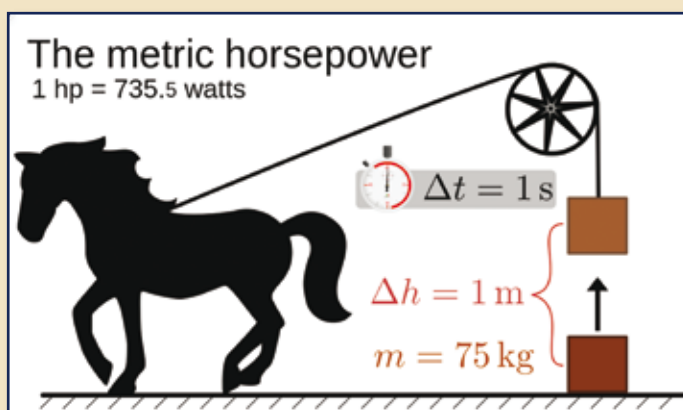 The metric horsepower
1 hp = 735.5 watts
Δt = 1 s
Δh = 1 m
m = 75 kg